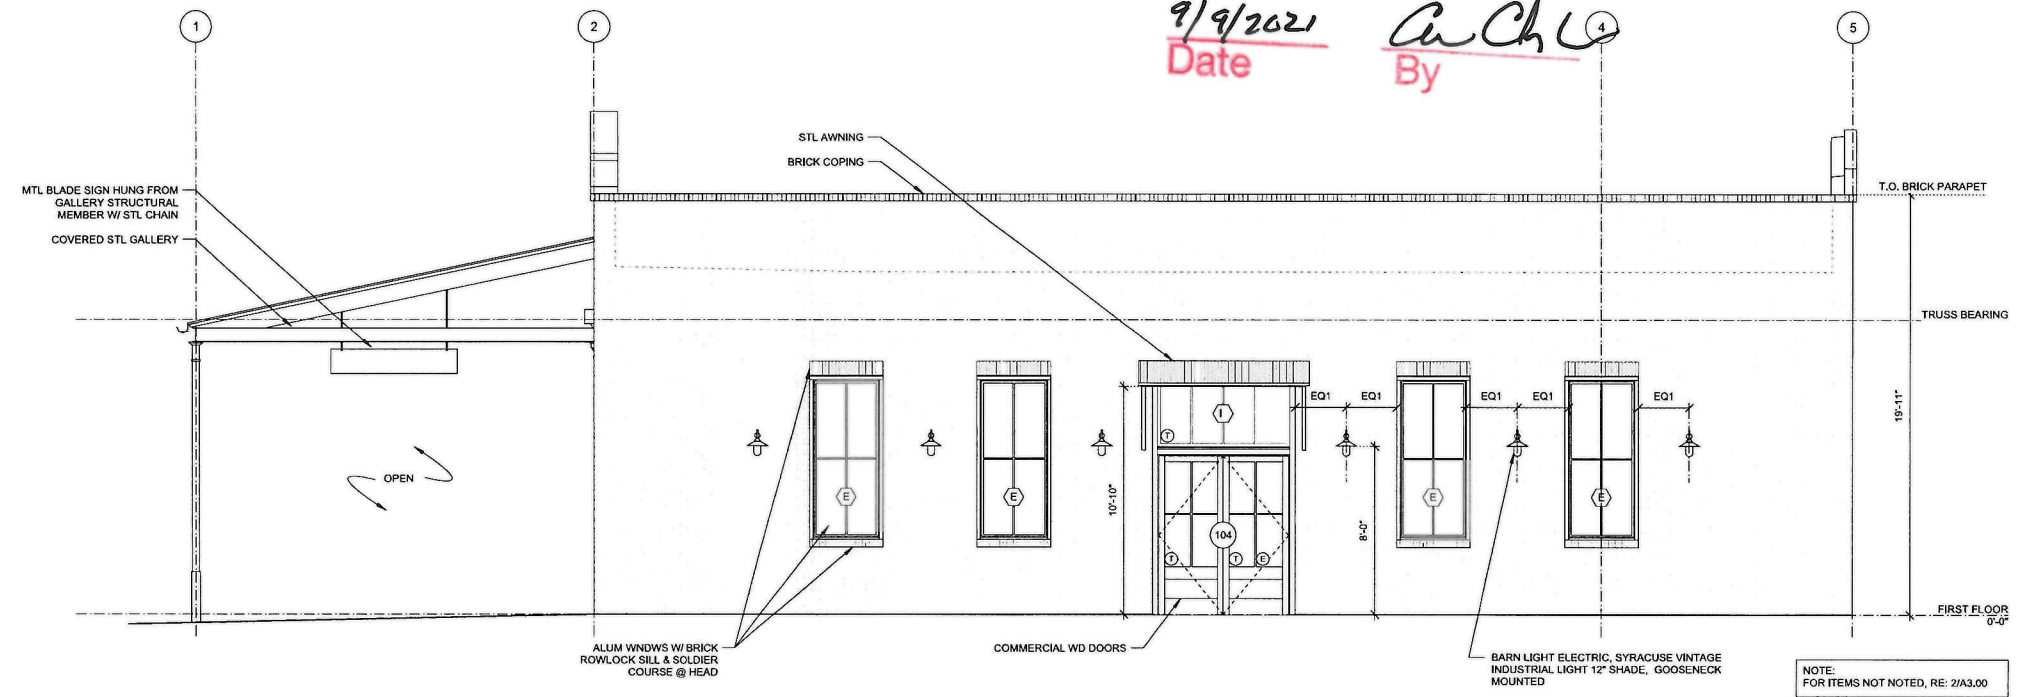 9/9/2021
Date
By
1
2
4
5
STL AWNING
BRICK COPING
MTL BLADE SIGN HUNG FROM
GALLERY STRUCTURAL
MEMBER W/ STL CHAIN
COVERED STL GALLERY
T.O. BRICK PARAPET
TRUSS BEARING
EQ1
EQ1
EQ1
EQ1
EQ1
I
T
19'-11"
OPEN
E
E
E
E
10'-10"
8'-0"
104
T
T
E
FIRST FLOOR
0'-0"
ALUM WNDWS W/ BRICK
ROWLOCK SILL & SOLDIER
COURSE @ HEAD
COMMERCIAL WD DOORS
BARN LIGHT ELECTRIC, SYRACUSE VINTAGE
INDUSTRIAL LIGHT 12" SHADE, GOOSENECK
MOUNTED
NOTE:
FOR ITEMS NOT NOTED, RE: 2/A3.00